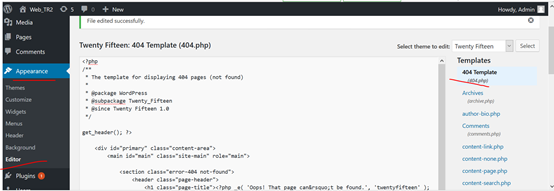 Web_TR2 5 0 + New Howdy, Admin
Media
Pages
Comments
Appearance
Themes
Customize
Widgets
Menus
Header
Background
Editor
Plugins 1
File edited successfully.
Twenty Fifteen: 404 Template (404.php)
Select theme to edit: Twenty Fifteen Select
<?php
/**
* The template for displaying 404 pages (not found)
*
* @package WordPress
* @subpackage Twenty_Fifteen
* @since Twenty Fifteen 1.0
*/
get_header(); ?>
<div id="primary" class="content-area">
<main id="main" class="site-main" role="main">
<section class="error-404 not-found">
<header class="page-header">
<h1 class="page-title"><?php _e( 'Oops! That page can&rsquo;t be found.', 'twentyfifteen' );
Templates
404 Template
(404.php)
Archives
(archive.php)
author-bio.php
Comments
(comments.php)
content-link.php
content-none.php
content-page.php
content-search.php